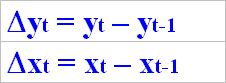 Δyt = yt – yt-1
Δxt = xt – xt-1